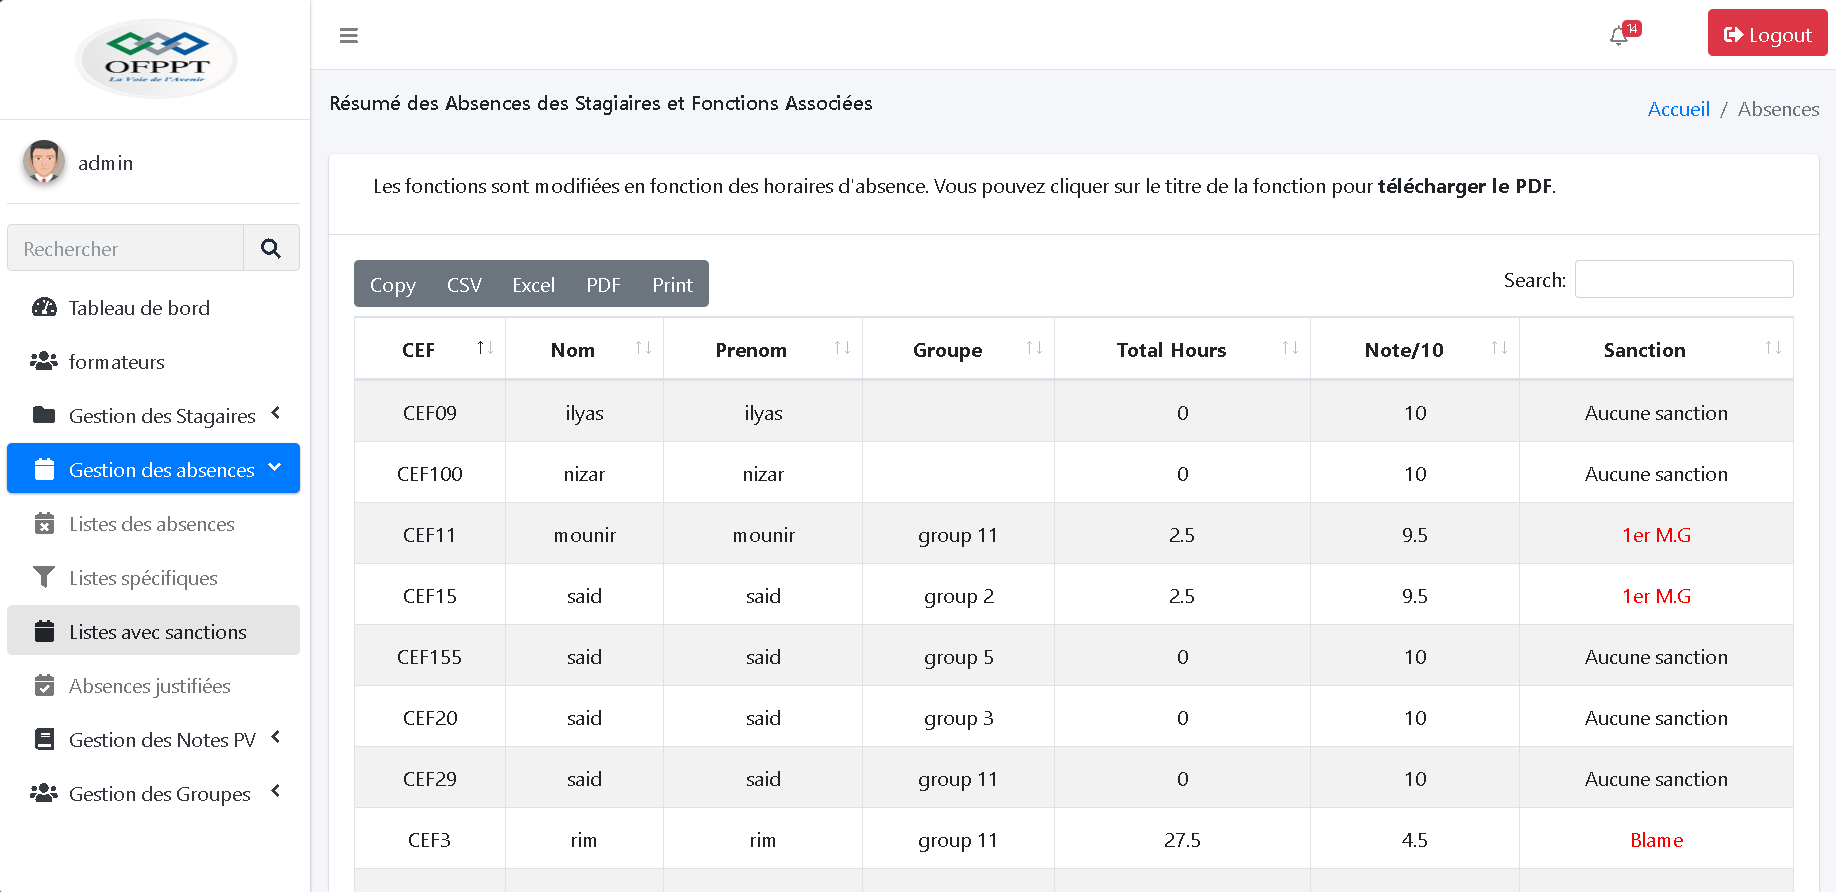 OFPPT
La Voie de l'Avenir
admin
Rechercher
Tableau de bord
formateurs
Gestion des Stagaires
Gestion des absences
Listes des absences
Listes spécifiques
Listes avec sanctions
Absences justifiées
Gestion des Notes PV
Gestion des Groupes
14
Logout
Résumé des Absences des Stagiaires et Fonctions Associées
Accueil / Absences
Les fonctions sont modifiées en fonction des horaires d'absence. Vous pouvez cliquer sur le titre de la fonction pour télécharger le PDF.
Copy CSV Excel PDF Print
Search:
CEF Nom Prenom Groupe Total Hours Note/10 Sanction
CEF09 ilyas ilyas 0 10 Aucune sanction
CEF100 nizar nizar 0 10 Aucune sanction
CEF11 mounir mounir group 11 2.5 9.5 1er M.G
CEF15 said said group 2 2.5 9.5 1er M.G
CEF155 said said group 5 0 10 Aucune sanction
CEF20 said said group 3 0 10 Aucune sanction
CEF29 said said group 11 0 10 Aucune sanction
CEF3 rim rim group 11 27.5 4.5 Blame